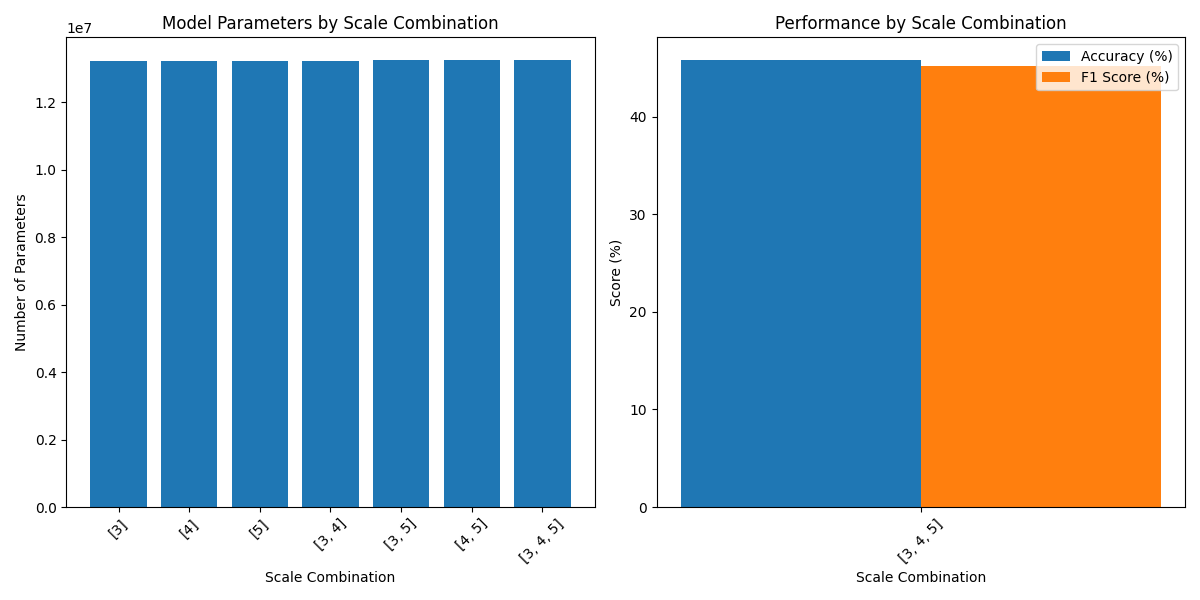 Model Parameters by Scale Combination
1e7
1.2
1.0
0.8
0.6
0.4
0.2
0.0
Number of Parameters
[3]
[4]
[5]
[3, 4]
[3, 5]
[4, 5]
[3, 4, 5]
Scale Combination
Performance by Scale Combination
Accuracy (%)
F1 Score (%)
40
30
20
10
0
Score (%)
[3, 4, 5]
Scale Combination